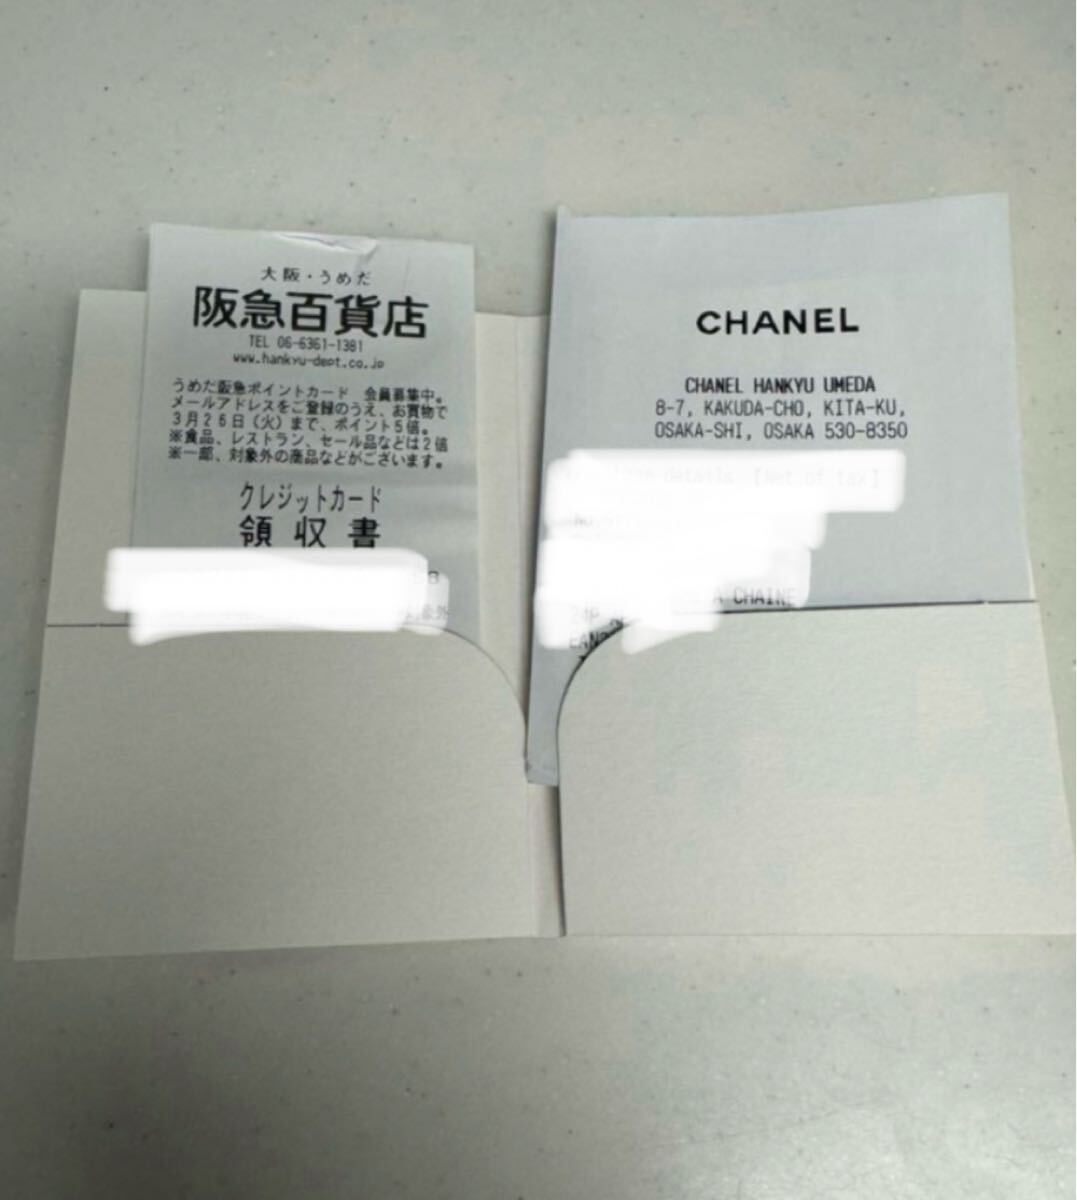 大阪・うめだ
阪急百貨店
TEL 06-6361-1381
www.hankyu-dept.co.jp
うめだ阪急ポイントカード 会員募集中。
メールアドレスをご登録のうえ、お買物で
3月26日(火)まで、ポイント5倍。
※食品、レストラン、セール品などは2倍
※一部、対象外の商品などがございます。
クレジットカード
領収書
CHANEL
CHANEL HANKYU UMEDA
8-7, KAKUDA-CHO, KITA-KU,
OSAKA-SHI, OSAKA 530-8350
details [Net of tax]
CHAINE